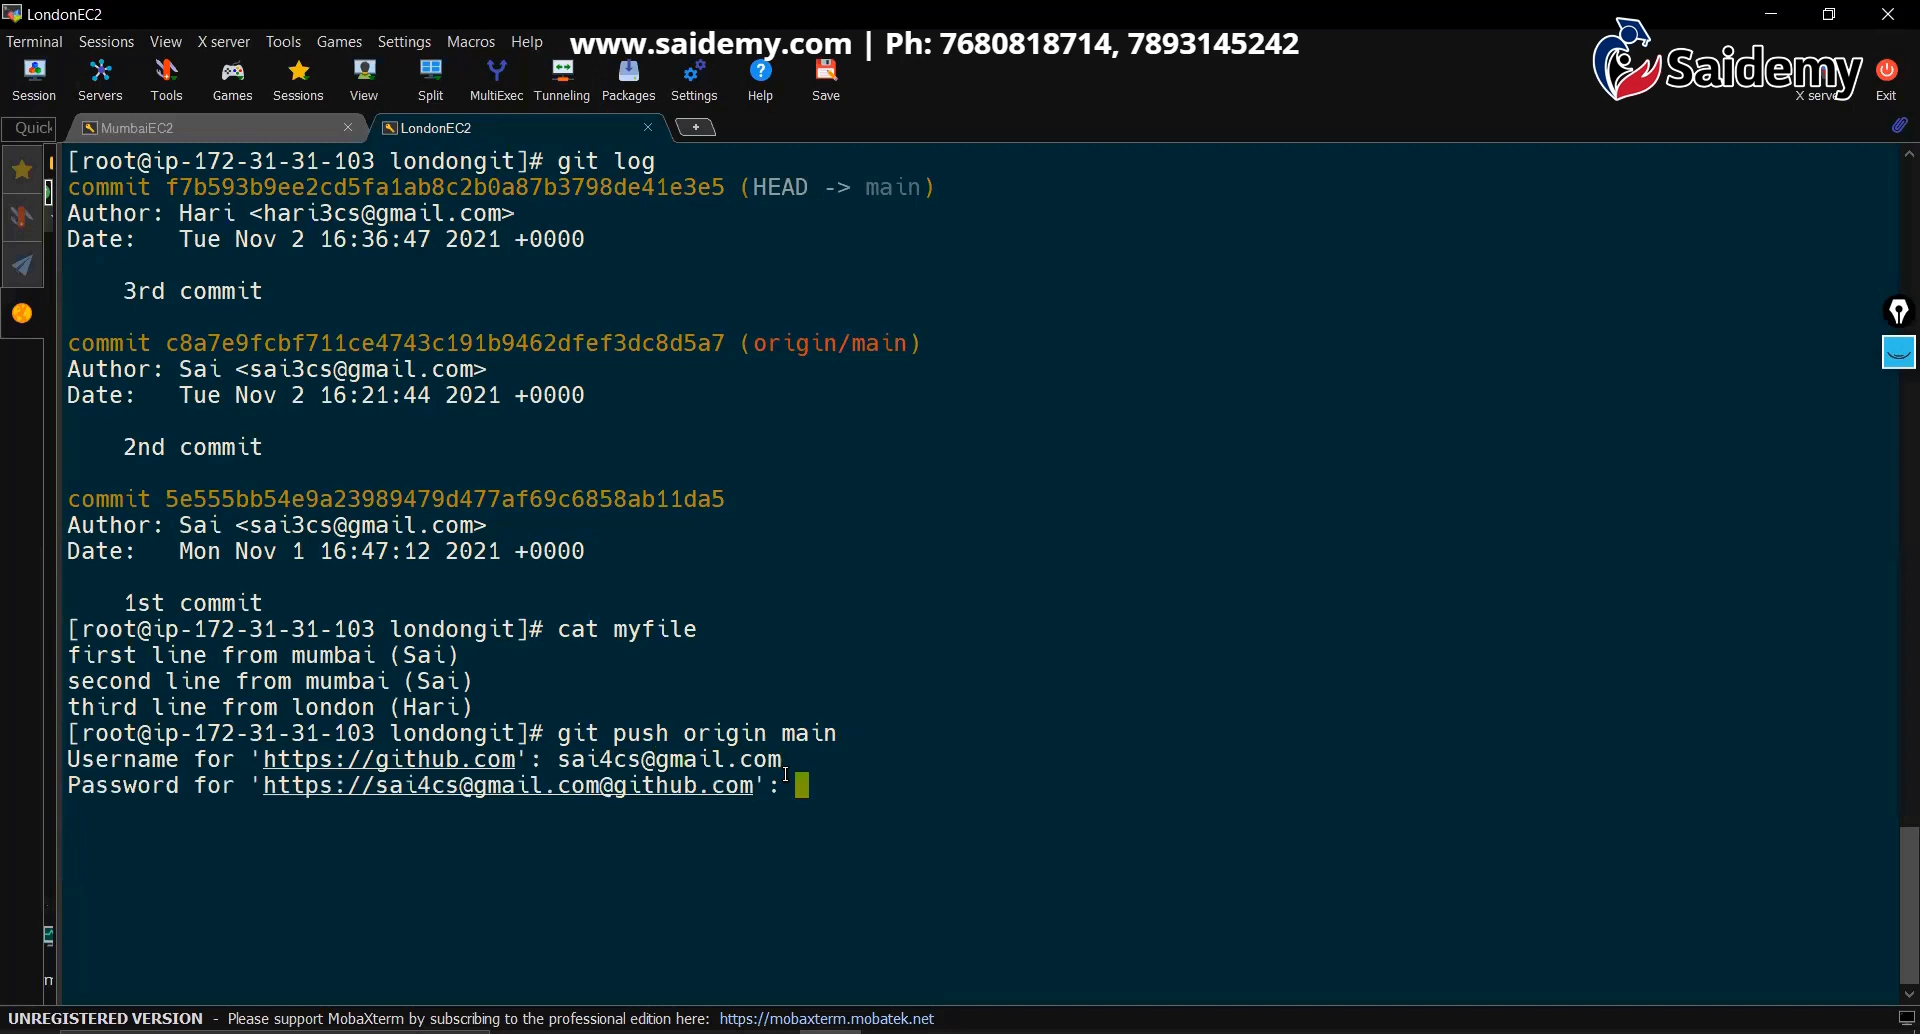 LondonEC2
Terminal Sessions View X server Tools Games Settings Macros Help
www.saidemy.com | Ph: 7680818714, 7893145242
Saidemy
Session Servers Tools Games Sessions View Split MultiExec Tunneling Packages Settings Help Save X serve Exit
Quick MumbaiEC2 LondonEC2
[root@ip-172-31-31-103 londongit]# git log
commit f7b593b9ee2cd5fa1ab8c2b0a87b3798de41e3e5 (HEAD -> main)
Author: Hari <hari3cs@gmail.com>
Date:   Tue Nov 2 16:36:47 2021 +0000
3rd commit
commit c8a7e9fcbf711ce4743c191b9462dfef3dc8d5a7 (origin/main)
Author: Sai <sai3cs@gmail.com>
Date:   Tue Nov 2 16:21:44 2021 +0000
2nd commit
commit 5e555bb54e9a23989479d477af69c6858ab11da5
Author: Sai <sai3cs@gmail.com>
Date:   Mon Nov 1 16:47:12 2021 +0000
1st commit
[root@ip-172-31-31-103 londongit]# cat myfile
first line from mumbai (Sai)
second line from mumbai (Sai)
third line from london (Hari)
[root@ip-172-31-31-103 londongit]# git push origin main
Username for 'https://github.com': sai4cs@gmail.com
Password for 'https://sai4cs@gmail.com@github.com':
UNREGISTERED VERSION - Please support MobaXterm by subscribing to the professional edition here: https://mobaxterm.mobatek.net